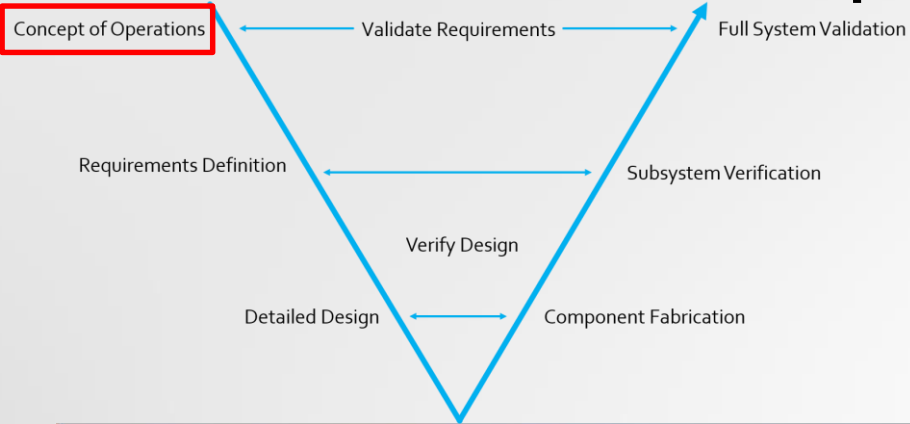 Concept of Operations
Validate Requirements
Full System Validation
Requirements Definition
Subsystem Verification
Verify Design
Detailed Design
Component Fabrication